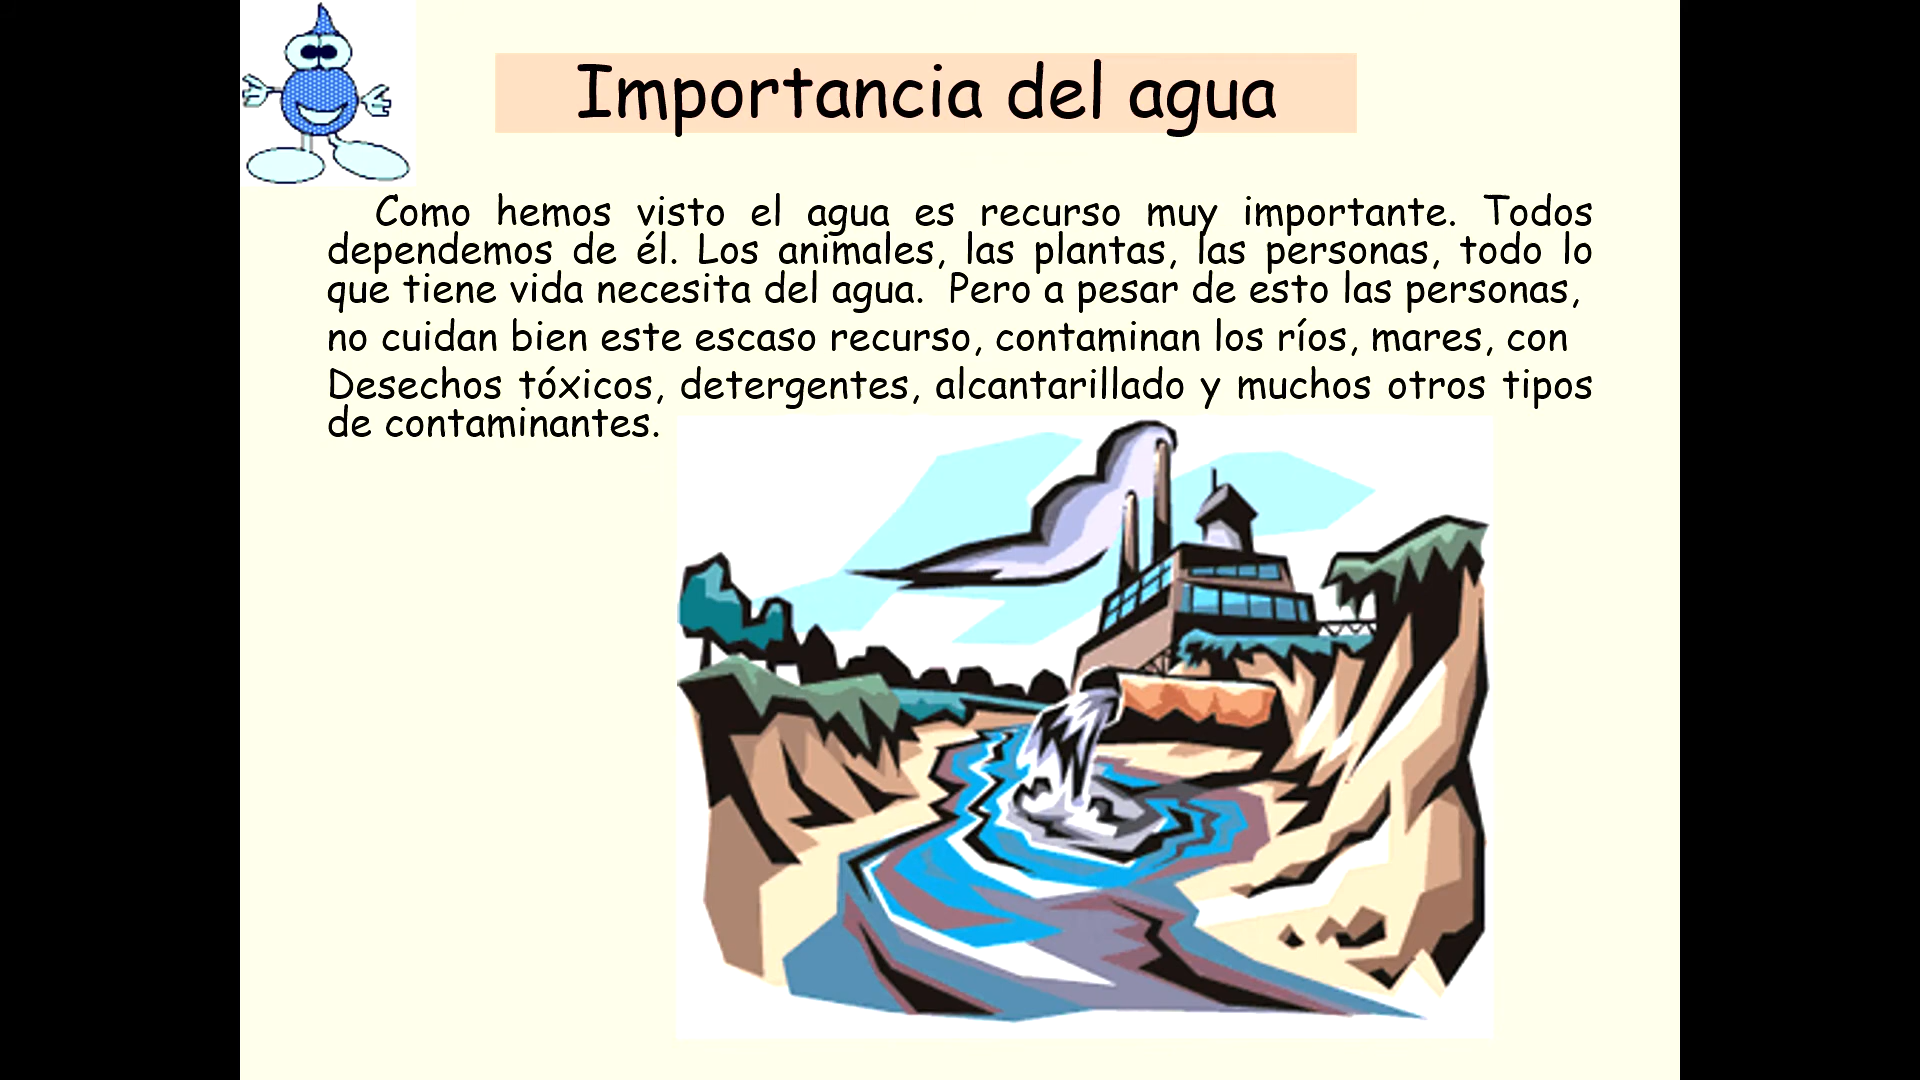 Importancia del agua
Como hemos visto el agua es recurso muy importante. Todos
dependemos de él. Los animales, las plantas, las personas, todo lo
que tiene vida necesita del agua. Pero a pesar de esto las personas,
no cuidan bien este escaso recurso, contaminan los ríos, mares, con
Desechos tóxicos, detergentes, alcantarillado y muchos otros tipos
de contaminantes.